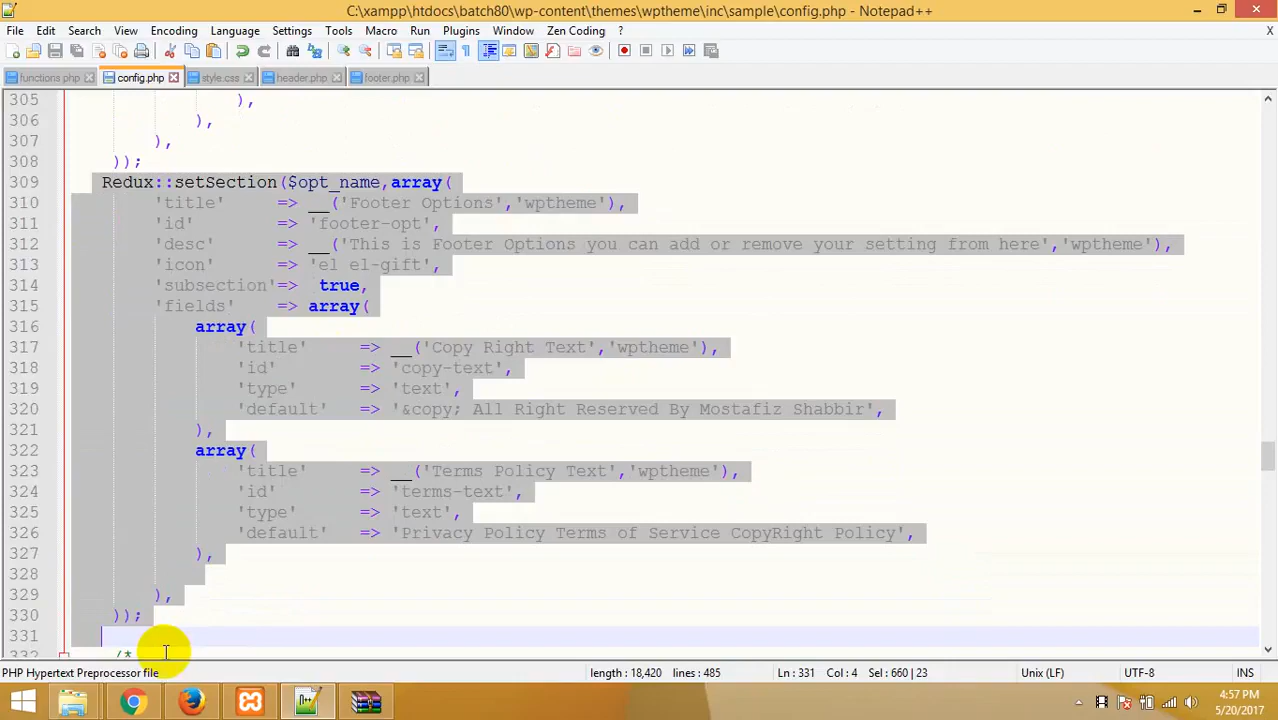 C:\xampp\htdocs\batch80\wp-content\themes\wptheme\inc\sample\config.php - Notepad++
File Edit Search View Encoding Language Settings Tools Macro Run Plugins Window Zen Coding ? X
functions.php config.php style.css header.php footer.php
305 ),
306 ),
307 ),
308 ));
309 Redux::setSection($opt_name,array(
310 'title' => __('Footer Options','wptheme'),
311 'id' => 'footer-opt',
312 'desc' => __('This is Footer Options you can add or remove your setting from here','wptheme'),
313 'icon' => 'el el-gift',
314 'subsection'=> true,
315 'fields' => array(
316 array(
317 'title' => __('Copy Right Text','wptheme'),
318 'id' => 'copy-text',
319 'type' => 'text',
320 'default' => '&copy; All Right Reserved By Mostafiz Shabbir',
321 ),
322 array(
323 'title' => __('Terms Policy Text','wptheme'),
324 'id' => 'terms-text',
325 'type' => 'text',
326 'default' => 'Privacy Policy Terms of Service CopyRight Policy',
327 ),
328
329 ),
330 ));
331
332 /*
PHP Hypertext Preprocessor file length : 18,420 lines : 485 Ln : 331 Col : 4 Sel : 660 | 23 Unix (LF) UTF-8 INS
4:57 PM
5/20/2017